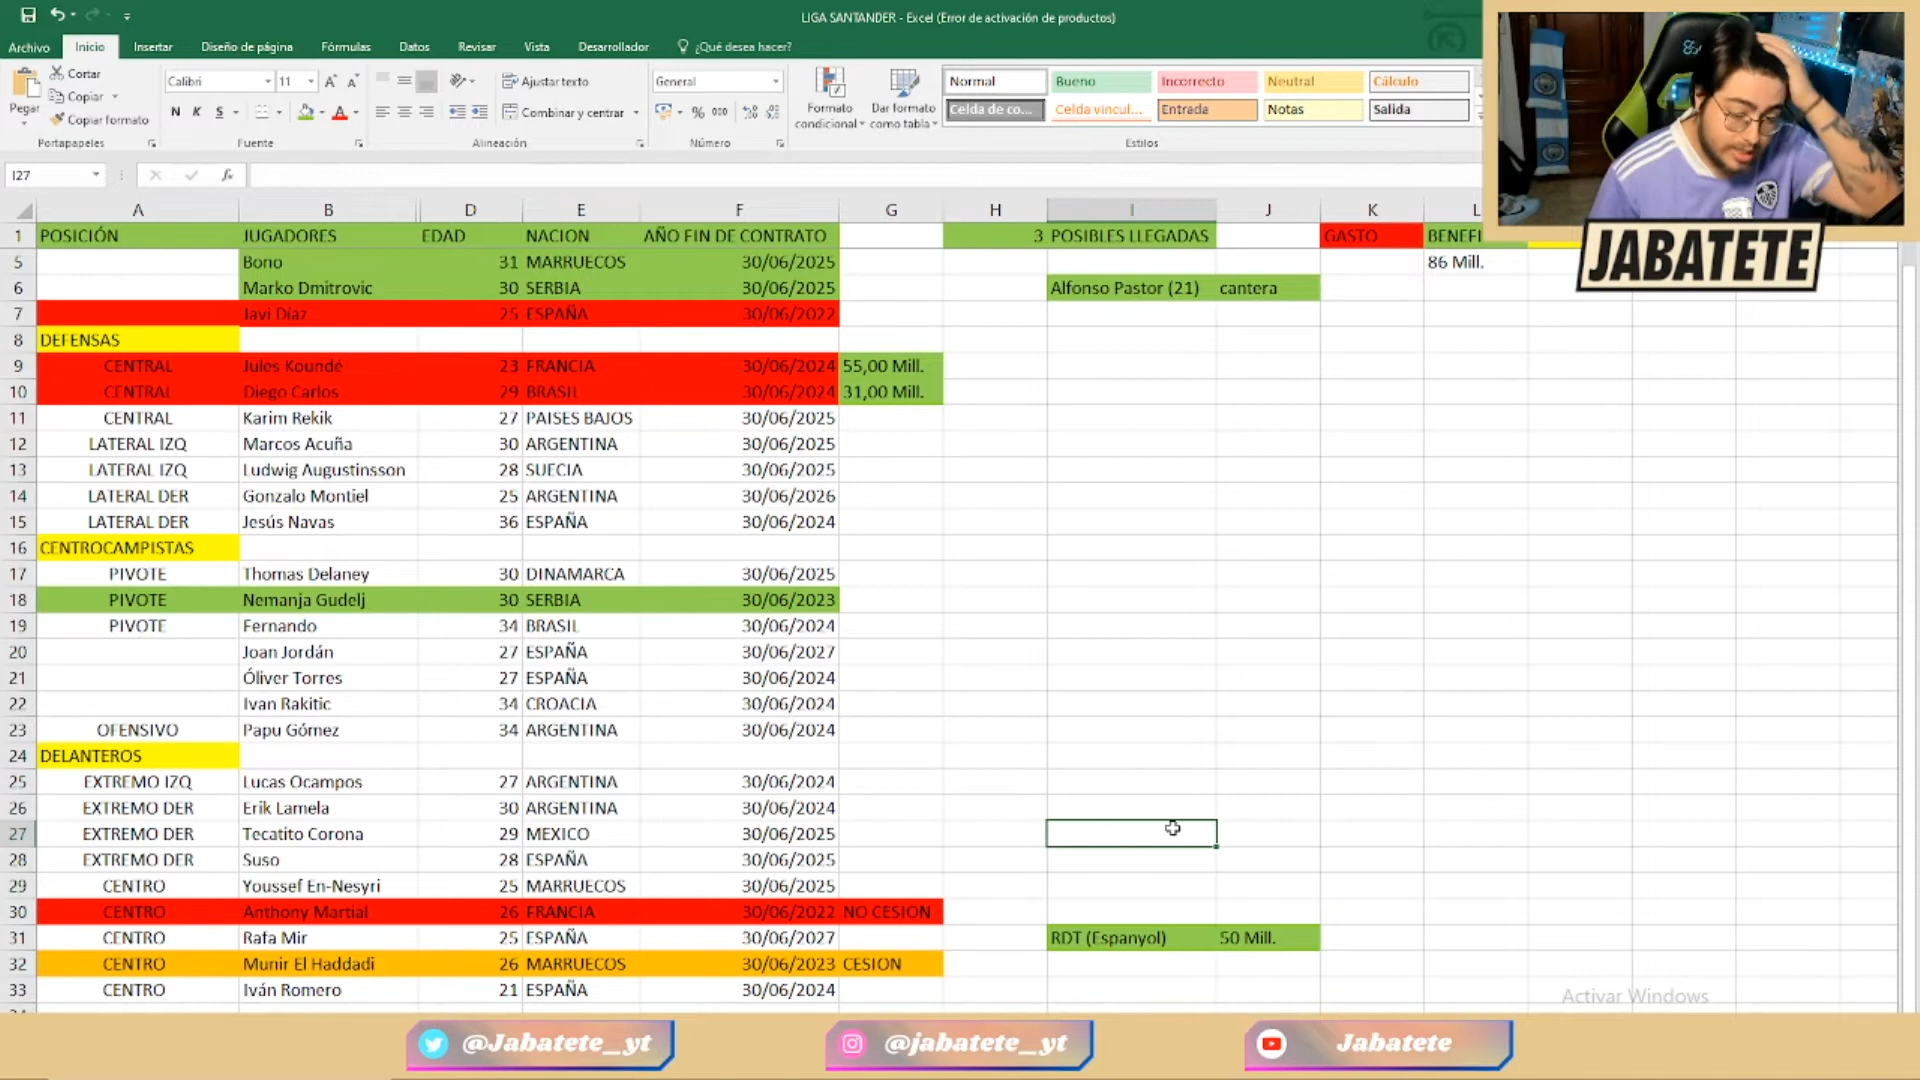 LIGA SANTANDER - Excel (Error de activación de productos)
Archivo Inicio Insertar Diseño de página Fórmulas Datos Revisar Vista Desarrollador ¿Qué desea hacer?
Pegar Cortar Copiar Copiar formato Portapapeles
Calibri 11 N K S Fuente
Ajustar texto Combinar y centrar Alineación
General % 000 Número
Formato condicional Dar formato como tabla
Normal Bueno Incorrecto Neutral Cálculo
Celda de co... Celda vincul... Entrada Notas Salida
Estilos
I27 fx
A B D E F G H I J K L
1 POSICIÓN JUGADORES EDAD NACION AÑO FIN DE CONTRATO 3 POSIBLES LLEGADAS GASTO BENEFI
5 Bono 31 MARRUECOS 30/06/2025 86 Mill.
6 Marko Dmitrovic 30 SERBIA 30/06/2025 Alfonso Pastor (21) cantera
7 Javi Díaz 25 ESPAÑA 30/06/2022
8 DEFENSAS
9 CENTRAL Jules Koundé 23 FRANCIA 30/06/2024 55,00 Mill.
10 CENTRAL Diego Carlos 29 BRASIL 30/06/2024 31,00 Mill.
11 CENTRAL Karim Rekik 27 PAISES BAJOS 30/06/2025
12 LATERAL IZQ Marcos Acuña 30 ARGENTINA 30/06/2025
13 LATERAL IZQ Ludwig Augustinsson 28 SUECIA 30/06/2025
14 LATERAL DER Gonzalo Montiel 25 ARGENTINA 30/06/2026
15 LATERAL DER Jesús Navas 36 ESPAÑA 30/06/2024
16 CENTROCAMPISTAS
17 PIVOTE Thomas Delaney 30 DINAMARCA 30/06/2025
18 PIVOTE Nemanja Gudelj 30 SERBIA 30/06/2023
19 PIVOTE Fernando 34 BRASIL 30/06/2024
20 Joan Jordán 27 ESPAÑA 30/06/2027
21 Óliver Torres 27 ESPAÑA 30/06/2024
22 Ivan Rakitic 34 CROACIA 30/06/2024
23 OFENSIVO Papu Gómez 34 ARGENTINA 30/06/2024
24 DELANTEROS
25 EXTREMO IZQ Lucas Ocampos 27 ARGENTINA 30/06/2024
26 EXTREMO DER Erik Lamela 30 ARGENTINA 30/06/2024
27 EXTREMO DER Tecatito Corona 29 MEXICO 30/06/2025
28 EXTREMO DER Suso 28 ESPAÑA 30/06/2025
29 CENTRO Youssef En-Nesyri 25 MARRUECOS 30/06/2025
30 CENTRO Anthony Martial 26 FRANCIA 30/06/2022 NO CESION
31 CENTRO Rafa Mir 25 ESPAÑA 30/06/2027 RDT (Espanyol) 50 Mill.
32 CENTRO Munir El Haddadi 26 MARRUECOS 30/06/2023 CESION
33 CENTRO Iván Romero 21 ESPAÑA 30/06/2024
JABATETE
Activar Windows
@Jabatete_yt @jabatete_yt Jabatete